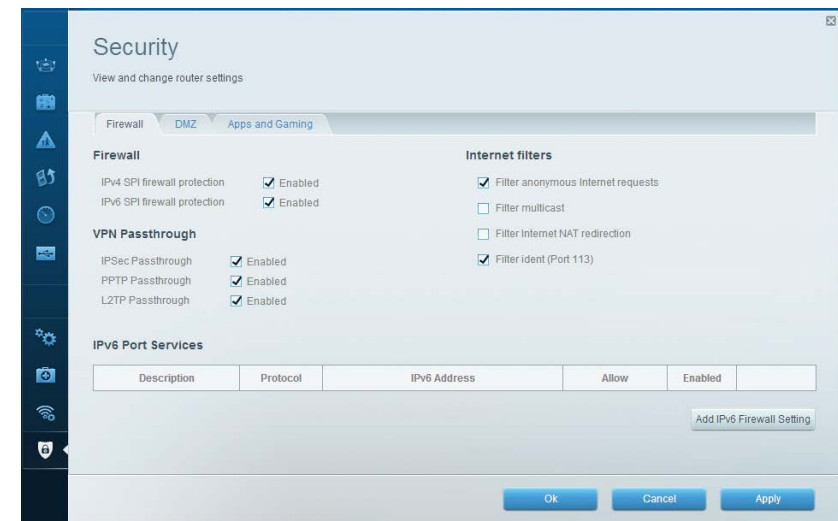 Security
View and change router settings
Firewall DMZ Apps and Gaming
Firewall
IPv4 SPI firewall protection Enabled
IPv6 SPI firewall protection Enabled
VPN Passthrough
IPSec Passthrough Enabled
PPTP Passthrough Enabled
L2TP Passthrough Enabled
Internet filters
Filter anonymous Internet requests
Filter multicast
Filter Internet NAT redirection
Filter ident (Port 113)
IPv6 Port Services
Description Protocol IPv6 Address Allow Enabled
Add IPv6 Firewall Setting
Ok Cancel Apply